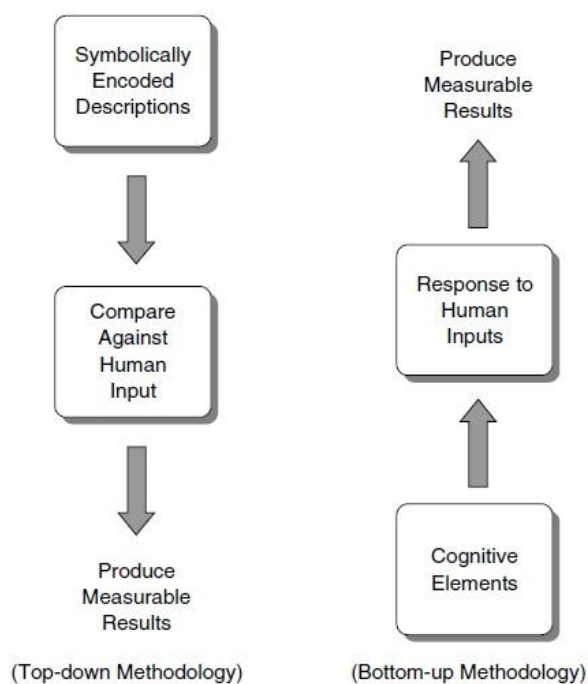 Symbolically
Encoded
Descriptions
Compare
Against
Human
Input
Produce
Measurable
Results
(Top-down Methodology)
Produce
Measurable
Results
Response to
Human
Inputs
Cognitive
Elements
(Bottom-up Methodology)